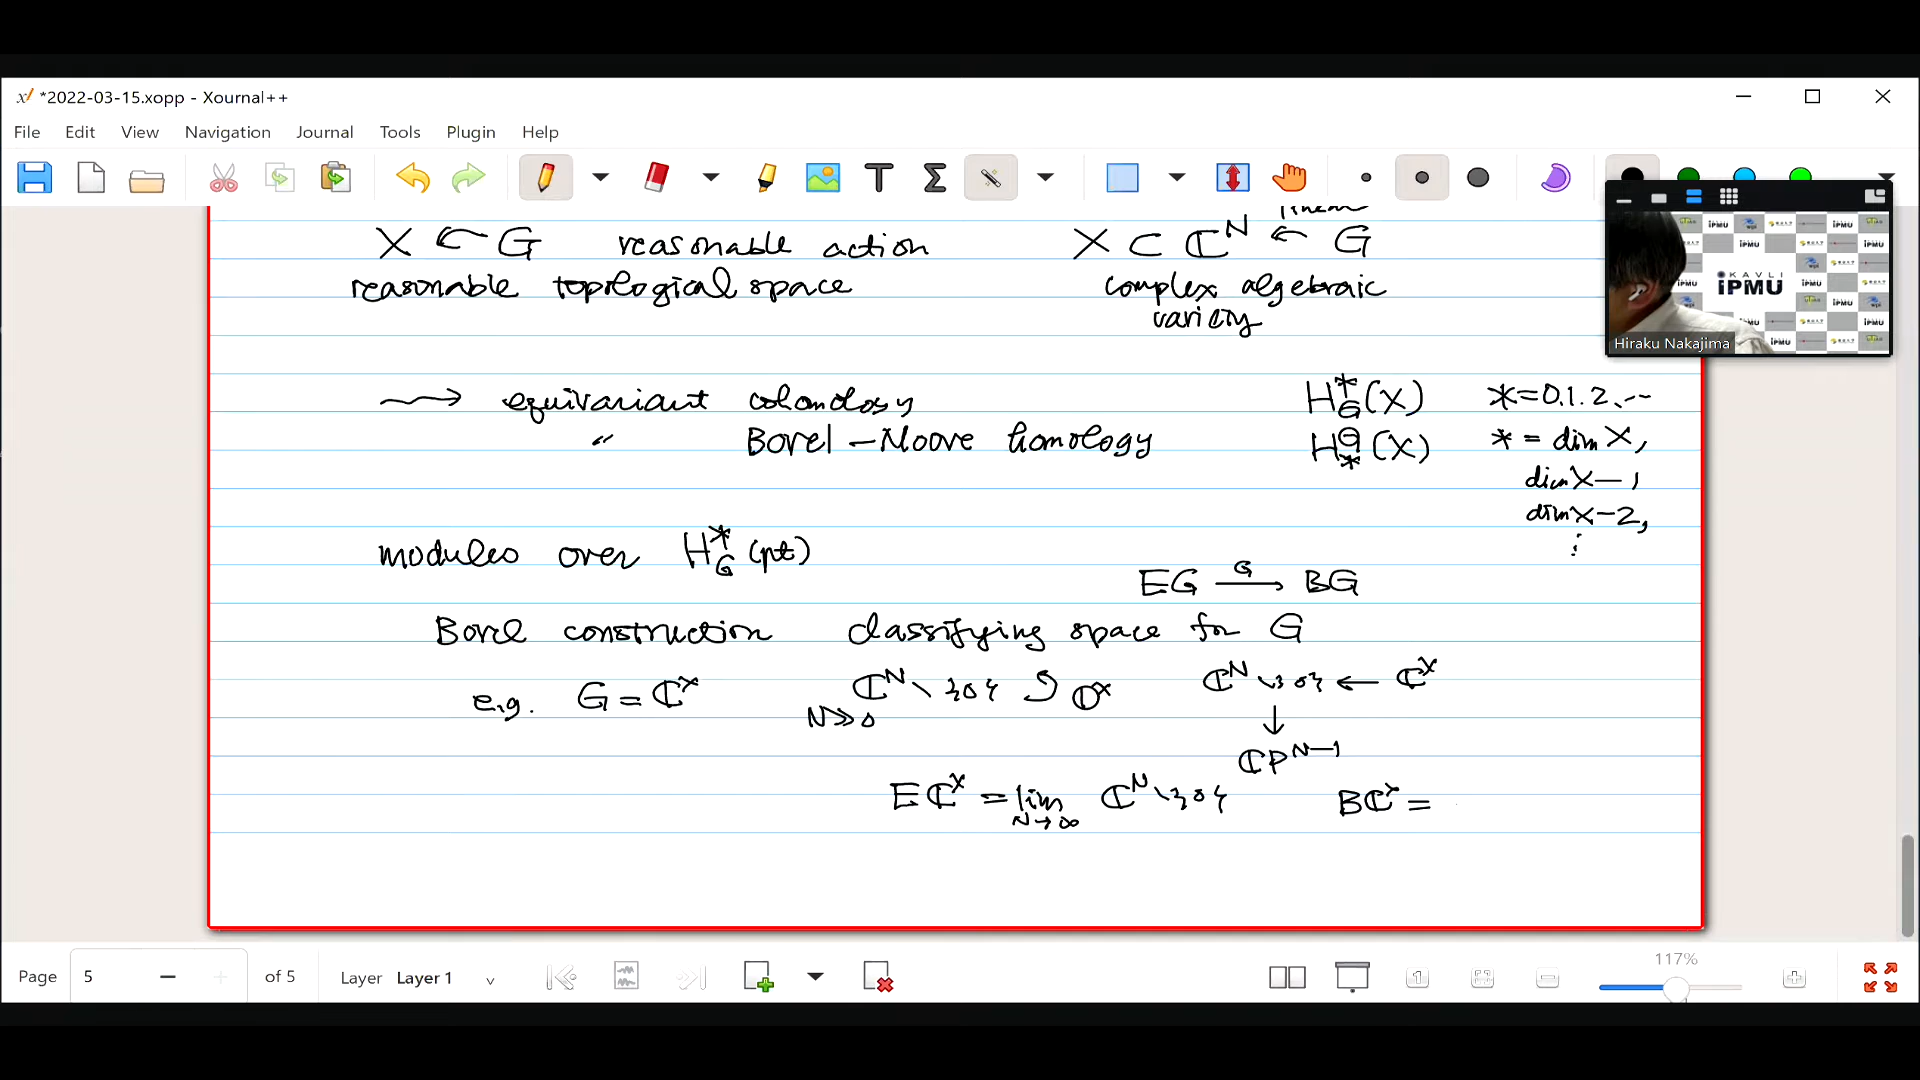 *2022-03-15.xopp - Xournal++
File Edit View Navigation Journal Tools Plugin Help
linear
X ↶ G reasonable action X ⊂ ℂ^N ↶ G
reasonable topological space complex algebraic
variety
KAVLI
iPMU
Hiraku Nakajima
⇝ equivariant cohomology H^*_G(X) * = 0.1.2....
〃 Borel-Moore homology H^G_*(X) * = dim X,
dim X-1
dim X-2,
⋮
modules over H^*_G(pt)
EG —G→ BG
Borel construction classifying space for G
e.g. G = ℂ^× ℂ^N \ {0} ↶ ℂ^× ℂ^N \ {0} ← ℂ^×
N≫0 ↓
ℂP^{N-1}
Eℂ^× = lim_{N→∞} ℂ^N \ {0} Bℂ^× =
Page 5 of 5 Layer Layer 1 117%